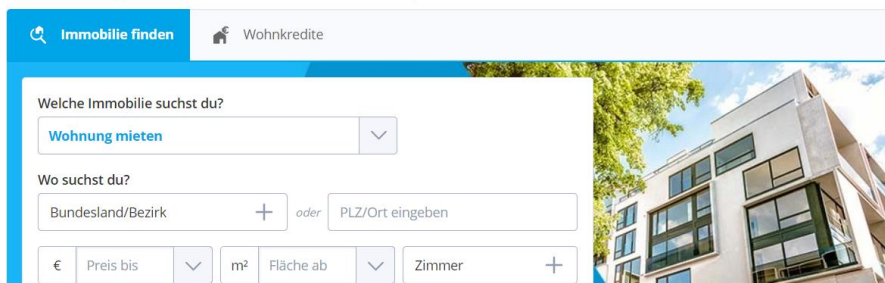 Immobilie finden Wohnkredite
Welche Immobilie suchst du?
Wohnung mieten
Wo suchst du?
Bundesland/Bezirk oder PLZ/Ort eingeben
€ Preis bis m² Fläche ab Zimmer